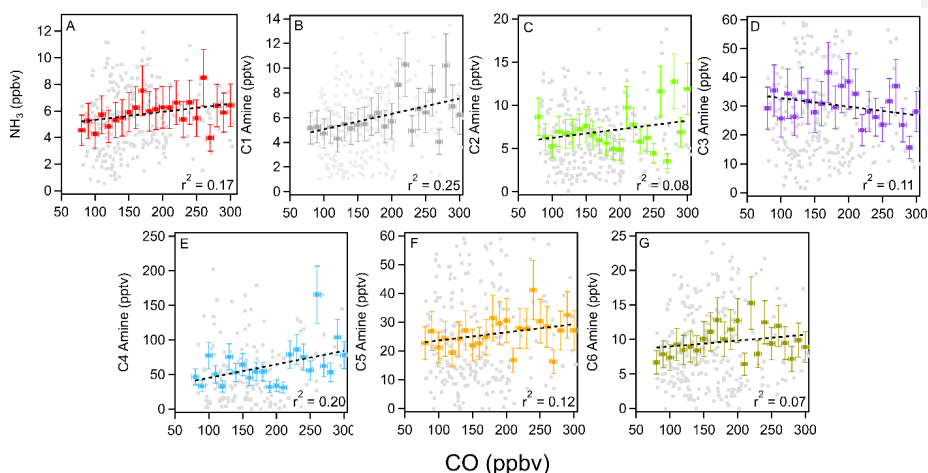 A
NH3 (ppbv)
14
12
10
8
6
4
2
0
r2 = 0.17
50 100 150 200 250 300
B
C1 Amine (pptv)
14
12
10
8
6
4
2
0
r2 = 0.25
50 100 150 200 250 300
C
C2 Amine (pptv)
20
15
10
5
0
r2 = 0.08
50 100 150 200 250 300
D
C3 Amine (pptv)
60
50
40
30
20
10
0
r2 = 0.11
50 100 150 200 250 300
E
C4 Amine (pptv)
250
200
150
100
50
0
r2 = 0.20
50 100 150 200 250 300
F
C5 Amine (pptv)
60
50
40
30
20
10
0
r2 = 0.12
50 100 150 200 250 300
G
C6 Amine (pptv)
25
20
15
10
5
0
r2 = 0.07
50 100 150 200 250 300
CO (ppbv)